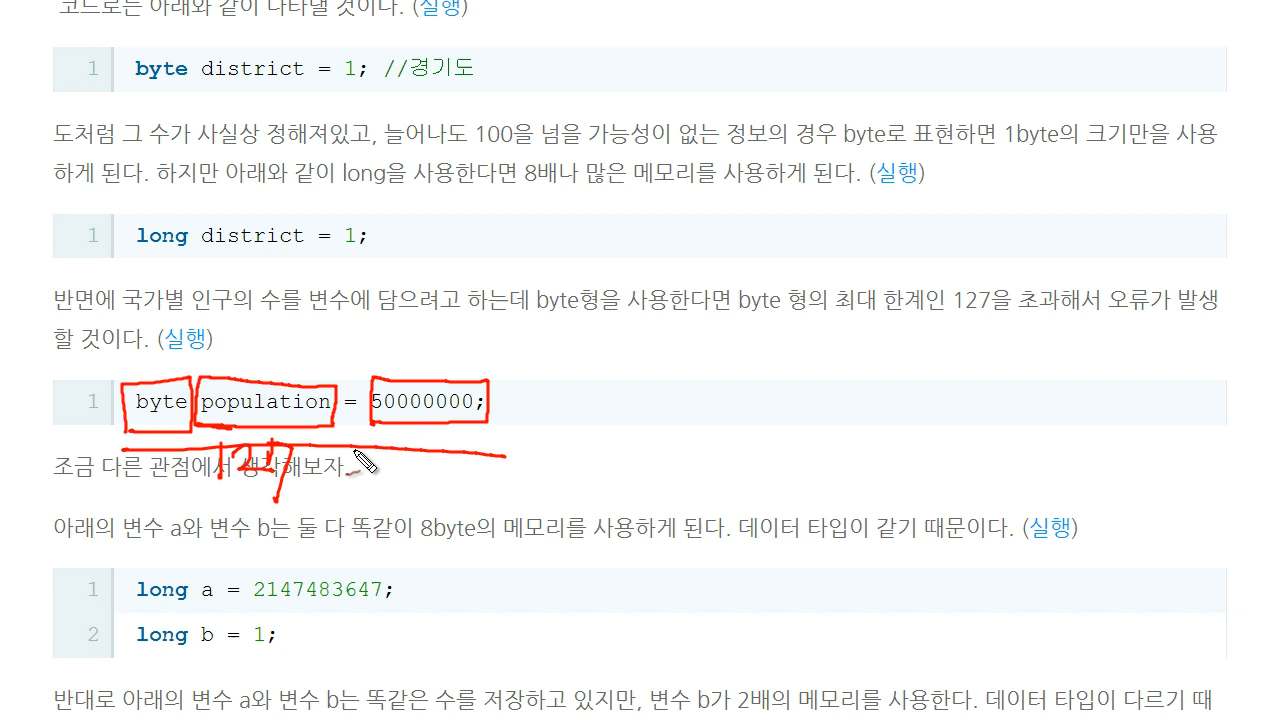 코드로는 아래와 같이 나타낼 것이다. (실행)
1 byte district = 1; //경기도
도처럼 그 수가 사실상 정해져있고, 늘어나도 100을 넘을 가능성이 없는 정보의 경우 byte로 표현하면 1byte의 크기만을 사용
하게 된다. 하지만 아래와 같이 long을 사용한다면 8배나 많은 메모리를 사용하게 된다. (실행)
1 long district = 1;
반면에 국가별 인구의 수를 변수에 담으려고 하는데 byte형을 사용한다면 byte 형의 최대 한계인 127을 초과해서 오류가 발생
할 것이다. (실행)
1 byte population = 50000000;
127
조금 다른 관점에서 생각해보자.
아래의 변수 a와 변수 b는 둘 다 똑같이 8byte의 메모리를 사용하게 된다. 데이터 타입이 같기 때문이다. (실행)
1 long a = 2147483647;
2 long b = 1;
반대로 아래의 변수 a와 변수 b는 똑같은 수를 저장하고 있지만, 변수 b가 2배의 메모리를 사용한다. 데이터 타입이 다르기 때